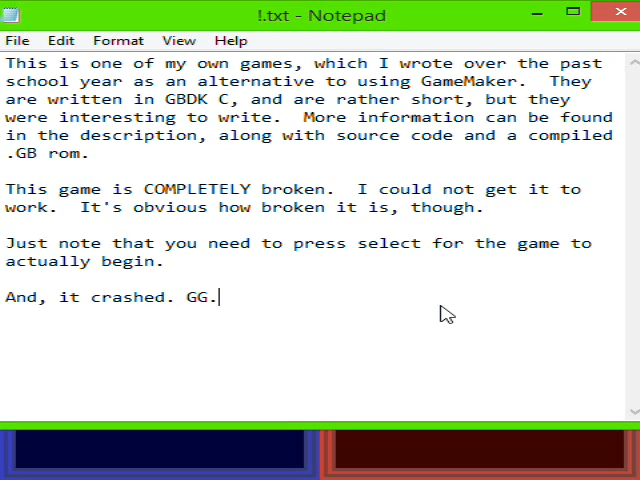 !.txt - Notepad
File Edit Format View Help
This is one of my own games, which I wrote over the past
school year as an alternative to using GameMaker.  They
are written in GBDK C, and are rather short, but they
were interesting to write.  More information can be found
in the description, along with source code and a compiled
.GB rom.
This game is COMPLETELY broken.  I could not get it to
work.  It's obvious how broken it is, though.
Just note that you need to press select for the game to
actually begin.
And, it crashed. GG.